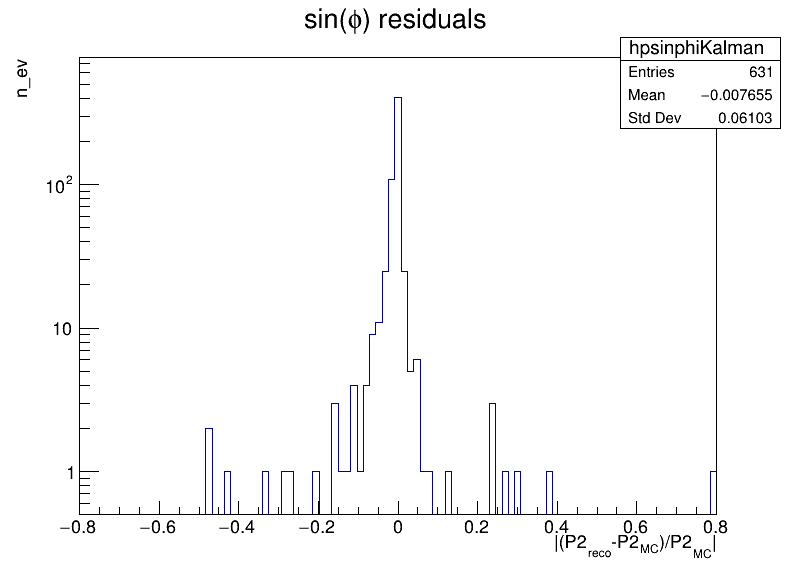 sin(ϕ) residuals
hpsinphiKalman
Entries 631
Mean −0.007655
Std Dev 0.06103
n_ev
10²
10
1
−0.8 −0.6 −0.4 −0.2 0 0.2 0.4 0.6 0.8
|(P2reco-P2MC)/P2MC|